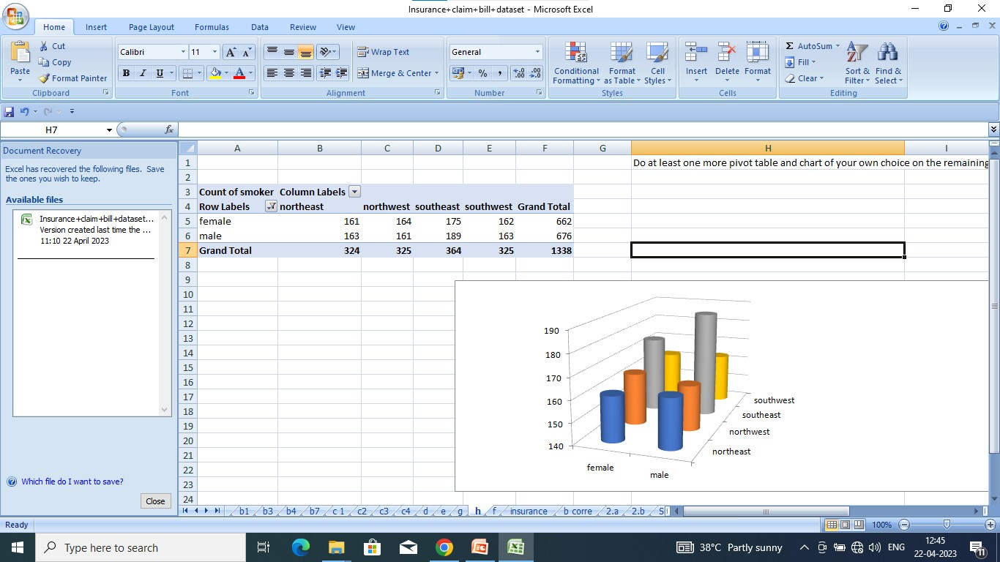 Insurance+claim+bill+dataset - Microsoft Excel
Home Insert Page Layout Formulas Data Review View
Paste
Cut
Copy
Format Painter
Clipboard
Calibri 11 A A
B I U A
Font
Wrap Text
Merge & Center
Alignment
General
% , .00
Number
Conditional Formatting
Format as Table
Cell Styles
Styles
Insert Delete Format
Cells
Σ AutoSum
Fill
Clear
Sort & Filter
Find & Select
Editing
H7 fx
Document Recovery
Excel has recovered the following files. Save
the ones you wish to keep.
Available files
Insurance+claim+bill+dataset...
Version created last time the ...
11:10 22 April 2023
Which file do I want to save?
Close
A B C D E F G H I
1 Do at least one more pivot table and chart of your own choice on the remaining
2
3 Count of smoker Column Labels
4 Row Labels northeast northwest southeast southwest Grand Total
5 female 161 164 175 162 662
6 male 163 161 189 163 676
7 Grand Total 324 325 364 325 1338
8
9
10
11
12
13
14
15
16
17
18
19
20
21
22
23
24
190
180
170
160
150
140
female
male
southwest
southeast
northwest
northeast
b1 b3 b4 b7 c 1 c2 c3 c4 d e g h f insurance b corre 2.a 2.b S
Ready 100%
Type here to search
38°C Partly sunny ENG
12:45
22-04-2023
11